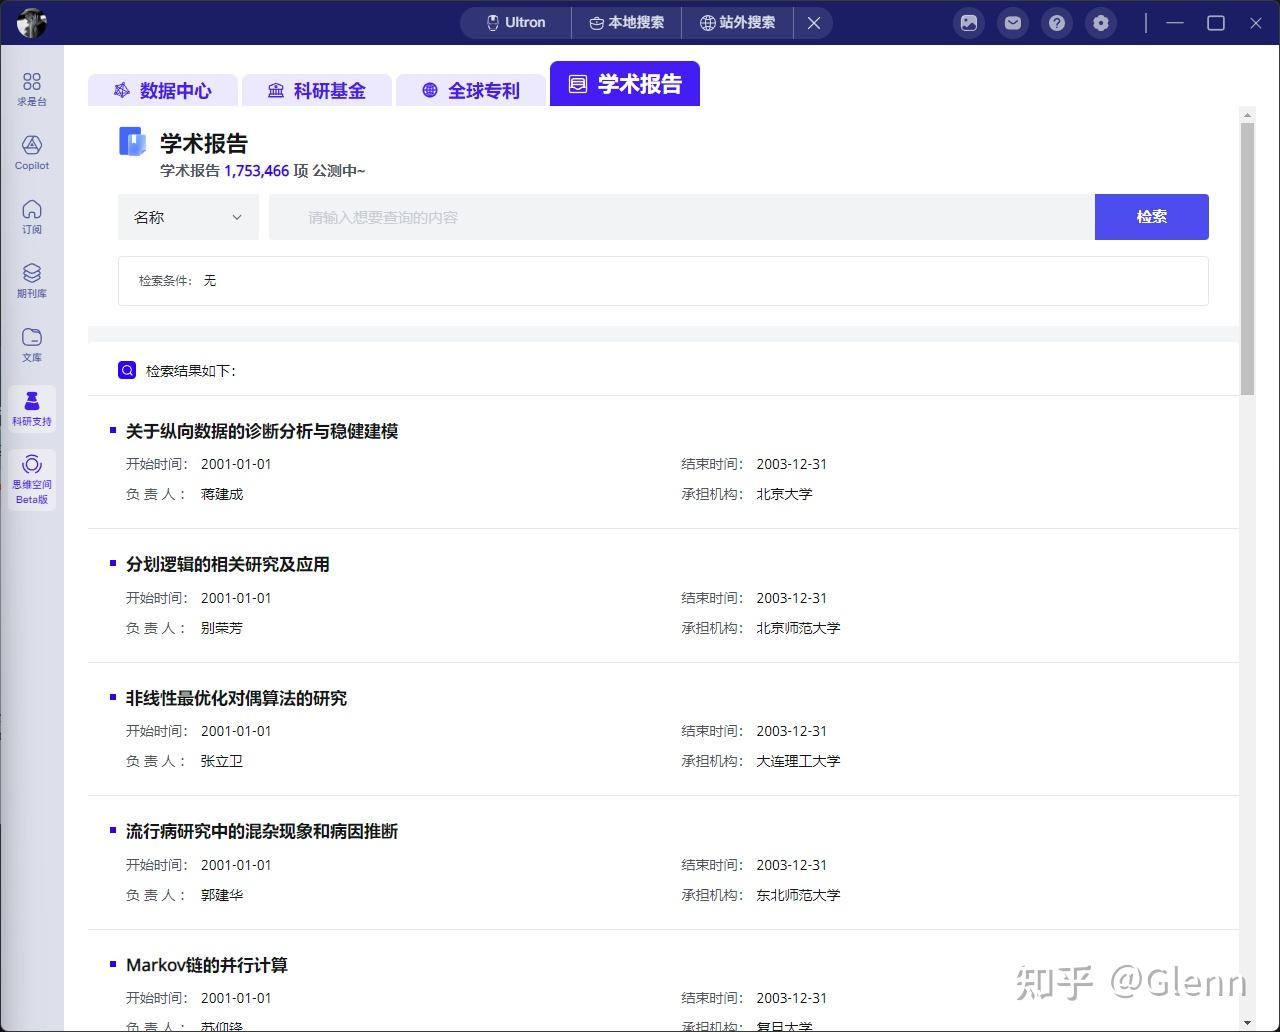 Ultron 本地搜索 站外搜索
求是台
Copilot
订阅
期刊库
文库
科研支持
思维空间
Beta版
数据中心 科研基金 全球专利 学术报告
学术报告
学术报告 1,753,466 项 公测中~
名称 请输入想要查询的内容 检索
检索条件： 无
检索结果如下：
关于纵向数据的诊断分析与稳健建模
开始时间： 2001-01-01 结束时间： 2003-12-31
负 责 人 ： 蒋建成 承担机构： 北京大学
分划逻辑的相关研究及应用
开始时间： 2001-01-01 结束时间： 2003-12-31
负 责 人 ： 别荣芳 承担机构： 北京师范大学
非线性最优化对偶算法的研究
开始时间： 2001-01-01 结束时间： 2003-12-31
负 责 人 ： 张立卫 承担机构： 大连理工大学
流行病研究中的混杂现象和病因推断
开始时间： 2001-01-01 结束时间： 2003-12-31
负 责 人 ： 郭建华 承担机构： 东北师范大学
Markov链的并行计算
开始时间： 2001-01-01 结束时间： 2003-12-31
负 责 人 ： 苏仰锋 承担机构： 复旦大学
知乎 @Glenn